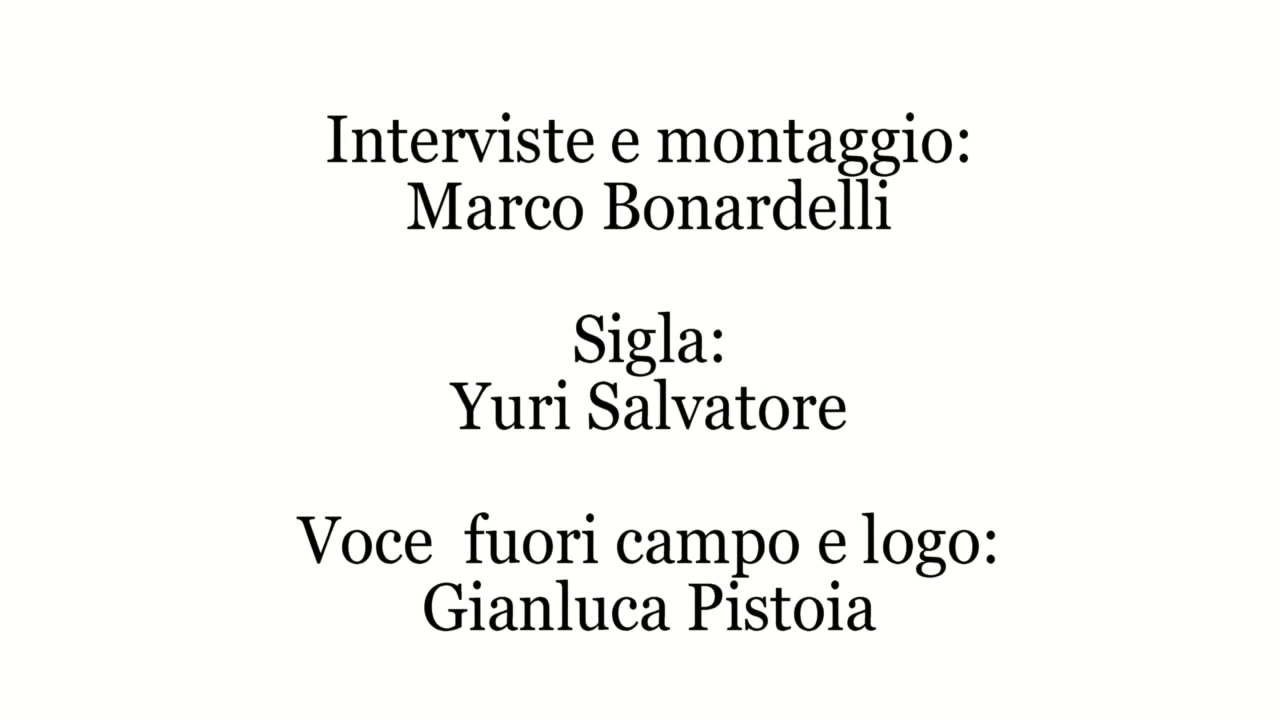 Interviste e montaggio:
Marco Bonardelli
Sigla:
Yuri Salvatore
Voce  fuori campo e logo:
Gianluca Pistoia